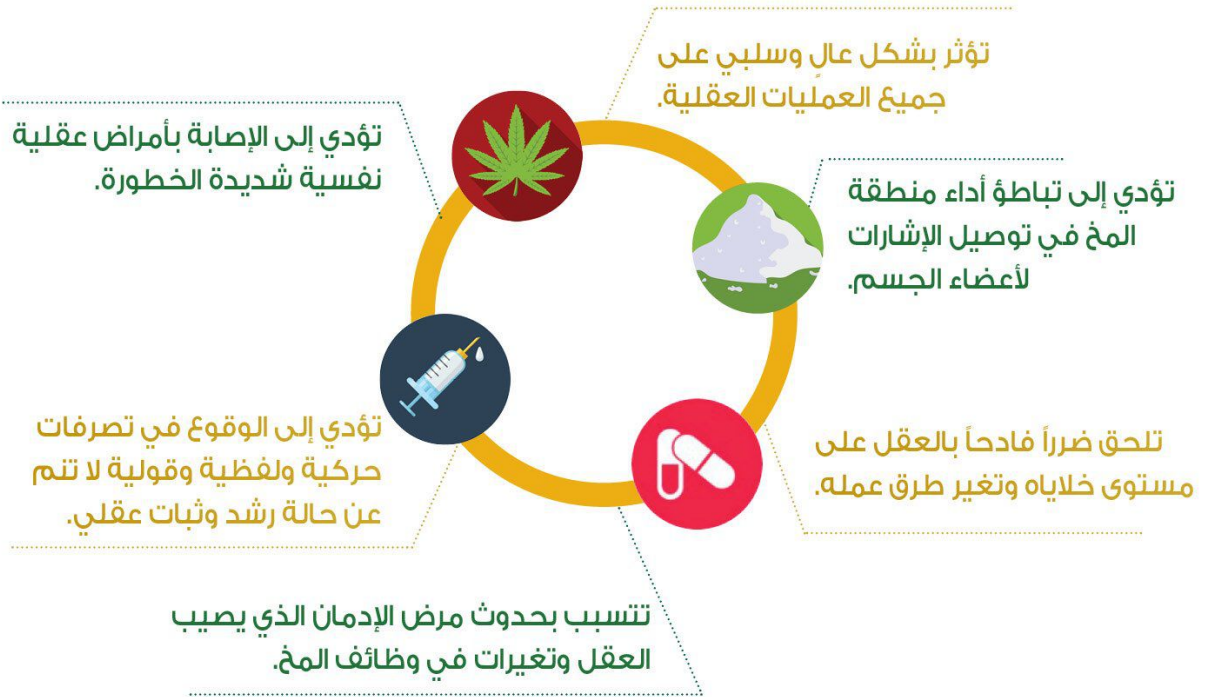 تؤثر بشكل عالٍ وسلبي على
جميع العمليات العقلية.
تؤدي إلى تباطؤ أداء منطقة
المخ في توصيل الإشارات
لأعضاء الجسم.
تلحق ضرراً فادحاً بالعقل على
مستوى خلاياه وتغير طرق عمله.
تتسبب بحدوث مرض الإدمان الذي يصيب
العقل وتغيرات في وظائف المخ.
تؤدي إلى الوقوع في تصرفات
حركية ولفظية وقولية لا تنم
عن حالة رشد وثبات عقلي.
تؤدي إلى الإصابة بأمراض عقلية
نفسية شديدة الخطورة.